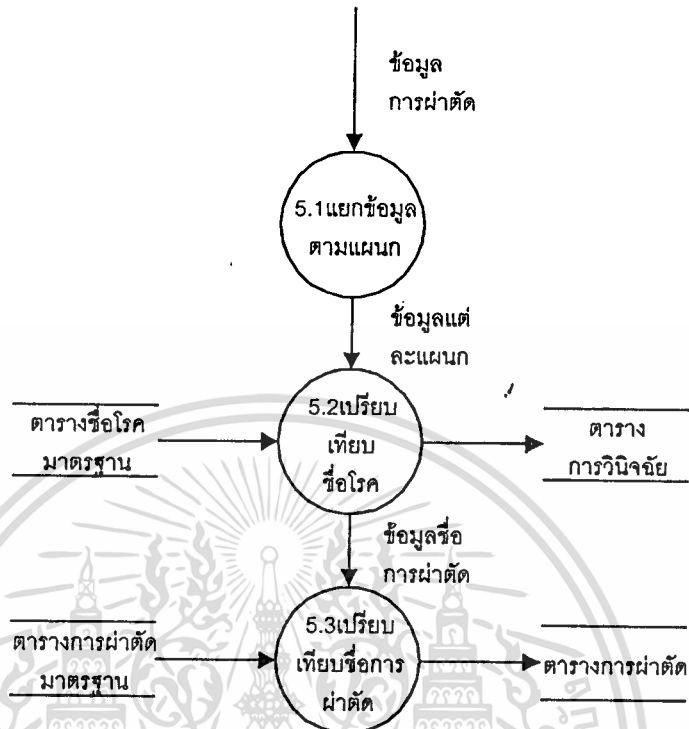 ข้อมูล
การผ่าตัด
5.1แยกข้อมูล
ตามแผนก
ข้อมูลแต่
ละแผนก
ตารางชื่อโรค
มาตรฐาน
5.2เปรียบ
เทียบ
ชื่อโรค
ตาราง
การวินิจฉัย
ข้อมูลชื่อ
การผ่าตัด
ตารางการผ่าตัด
มาตรฐาน
5.3เปรียบ
เทียบชื่อการ
ผ่าตัด
ตารางการผ่าตัด